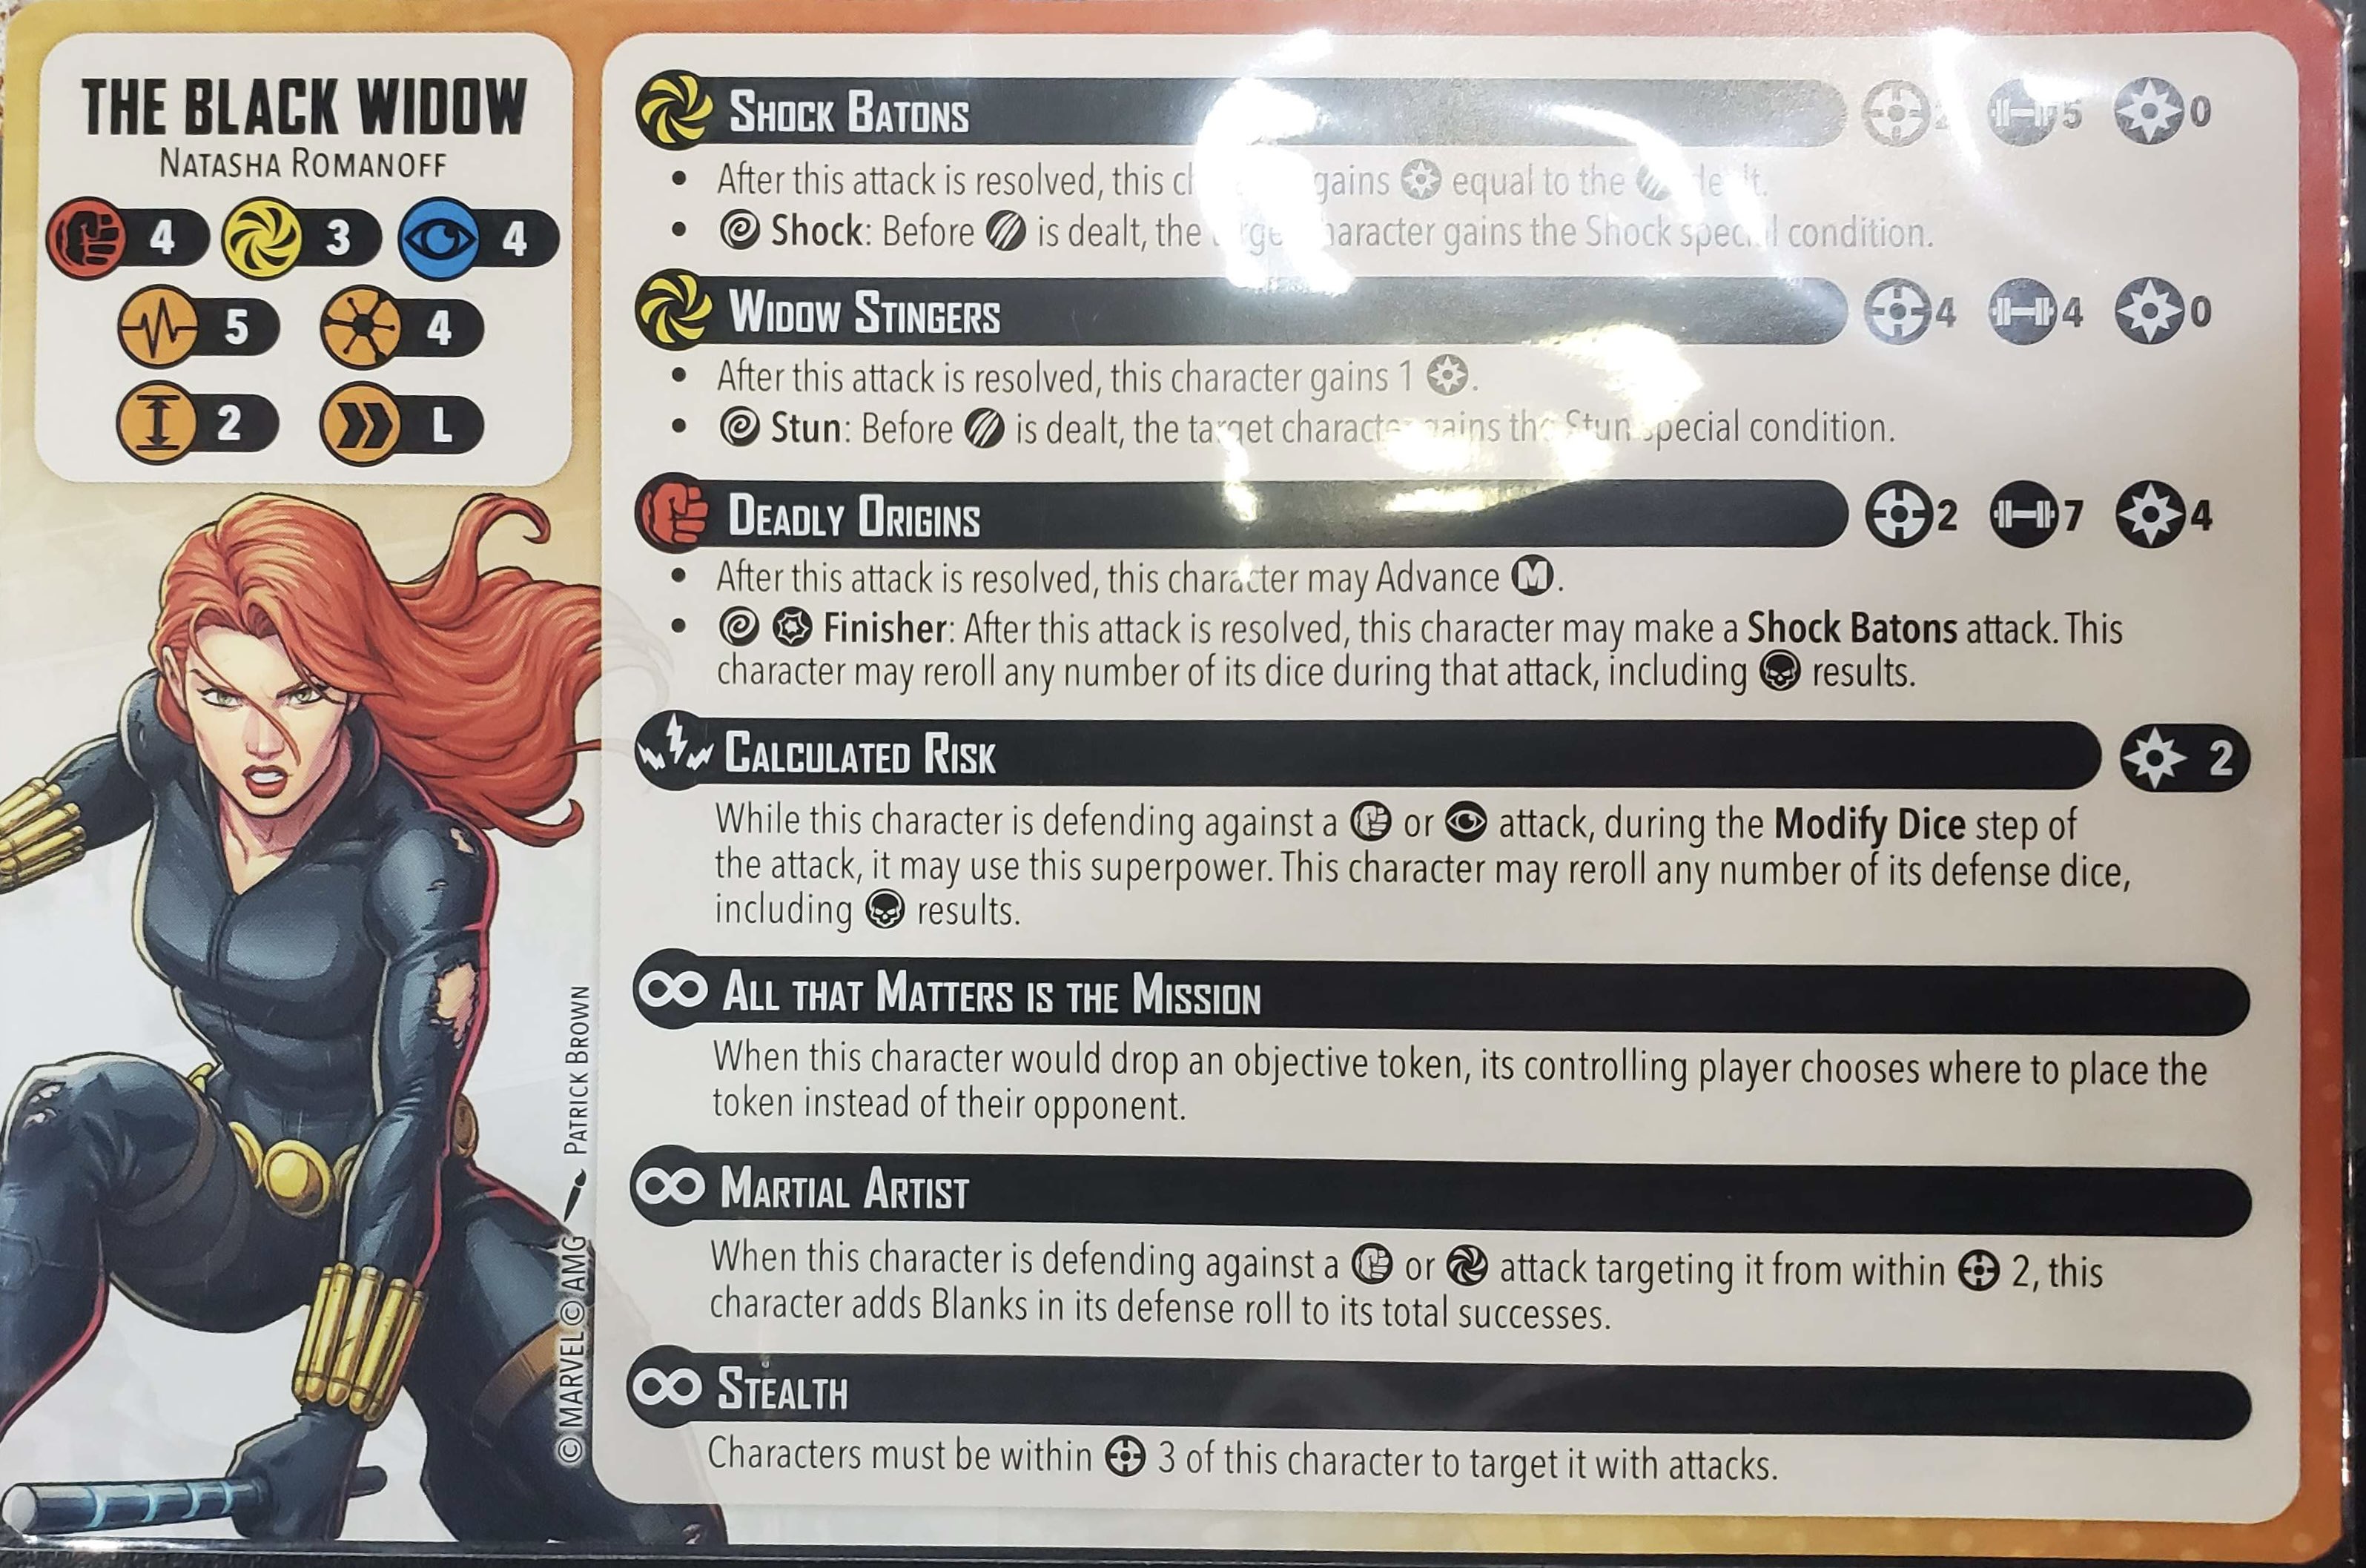 THE BLACK WIDOW
NATASHA ROMANOFF
4 3 4
5 4
2 L
SHOCK BATONS 5 0
• After this attack is resolved, this gains equal to the
• Shock: Before is dealt, the character gains the Shock special condition.
WIDOW STINGERS 4 4 0
• After this attack is resolved, this character gains 1 .
• Stun: Before is dealt, the target character gains the Stun special condition.
DEADLY ORIGINS 2 7 4
• After this attack is resolved, this character may Advance M.
• Finisher: After this attack is resolved, this character may make a Shock Batons attack. This
character may reroll any number of its dice during that attack, including results.
CALCULATED RISK 2
While this character is defending against a or attack, during the Modify Dice step of
the attack, it may use this superpower. This character may reroll any number of its defense dice,
including results.
ALL THAT MATTERS IS THE MISSION
When this character would drop an objective token, its controlling player chooses where to place the
token instead of their opponent.
MARTIAL ARTIST
When this character is defending against a or attack targeting it from within 2, this
character adds Blanks in its defense roll to its total successes.
STEALTH
Characters must be within 3 of this character to target it with attacks.
© MARVEL © AMG PATRICK BROWN